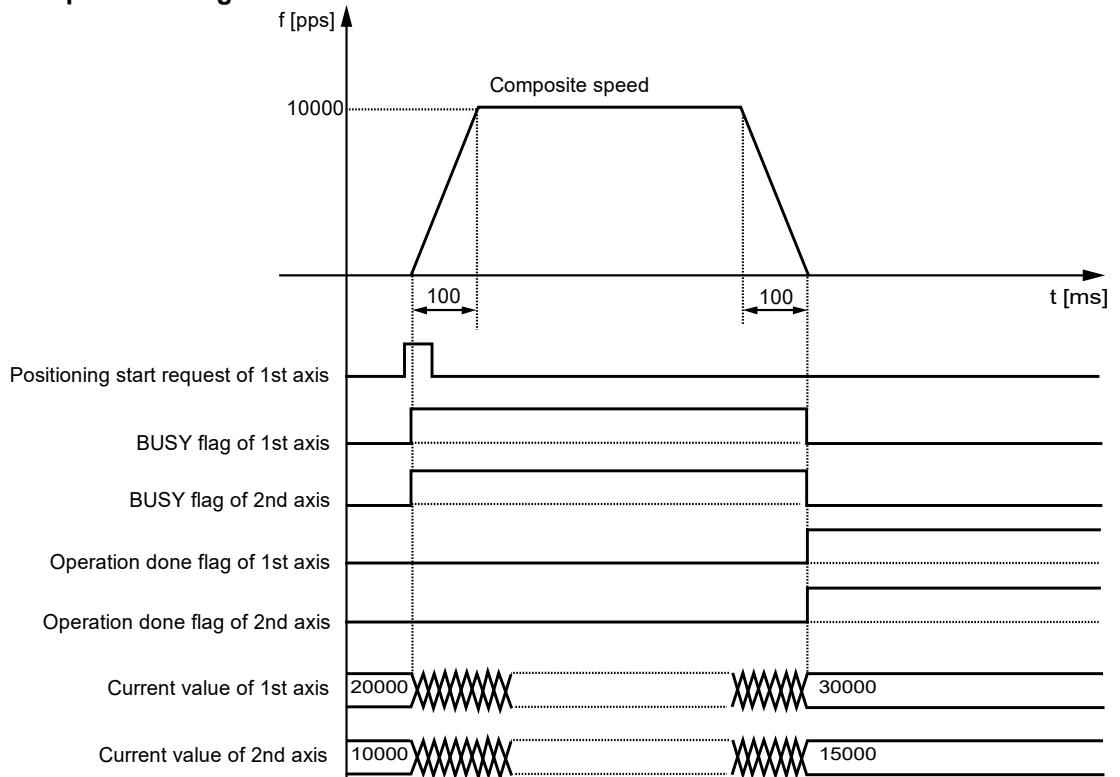 f [pps]
Composite speed
10000
100
100
t [ms]
Positioning start request of 1st axis
BUSY flag of 1st axis
BUSY flag of 2nd axis
Operation done flag of 1st axis
Operation done flag of 2nd axis
Current value of 1st axis 20000 30000
Current value of 2nd axis 10000 15000